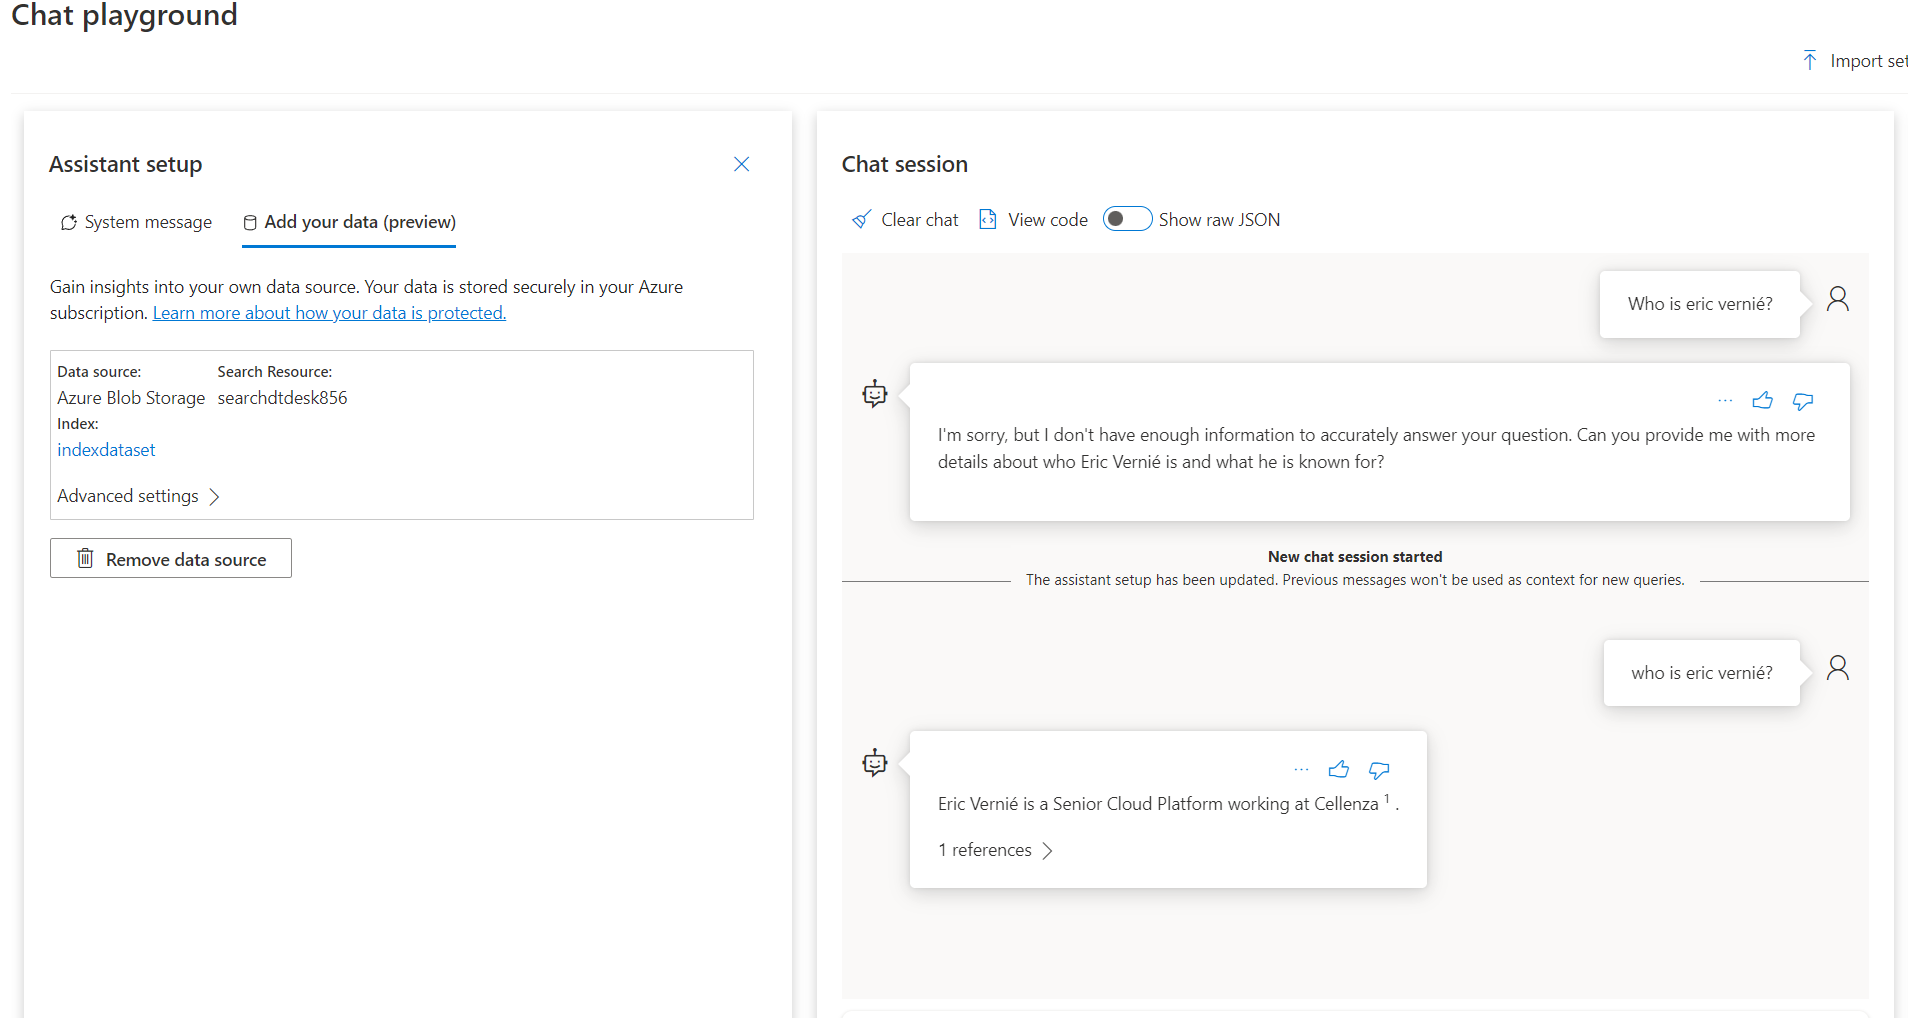 Chat playground
Import set
Assistant setup
System message
Add your data (preview)
Gain insights into your own data source. Your data is stored securely in your Azure
subscription. Learn more about how your data is protected.
Data source:
Search Resource:
Azure Blob Storage
searchdtdesk856
Index:
indexdataset
Advanced settings
Remove data source
Chat session
Clear chat
View code
Show raw JSON
Who is eric vernié?
I'm sorry, but I don't have enough information to accurately answer your question. Can you provide me with more
details about who Eric Vernié is and what he is known for?
New chat session started
The assistant setup has been updated. Previous messages won't be used as context for new queries.
who is eric vernié?
Eric Vernié is a Senior Cloud Platform working at Cellenza 1 .
1 references